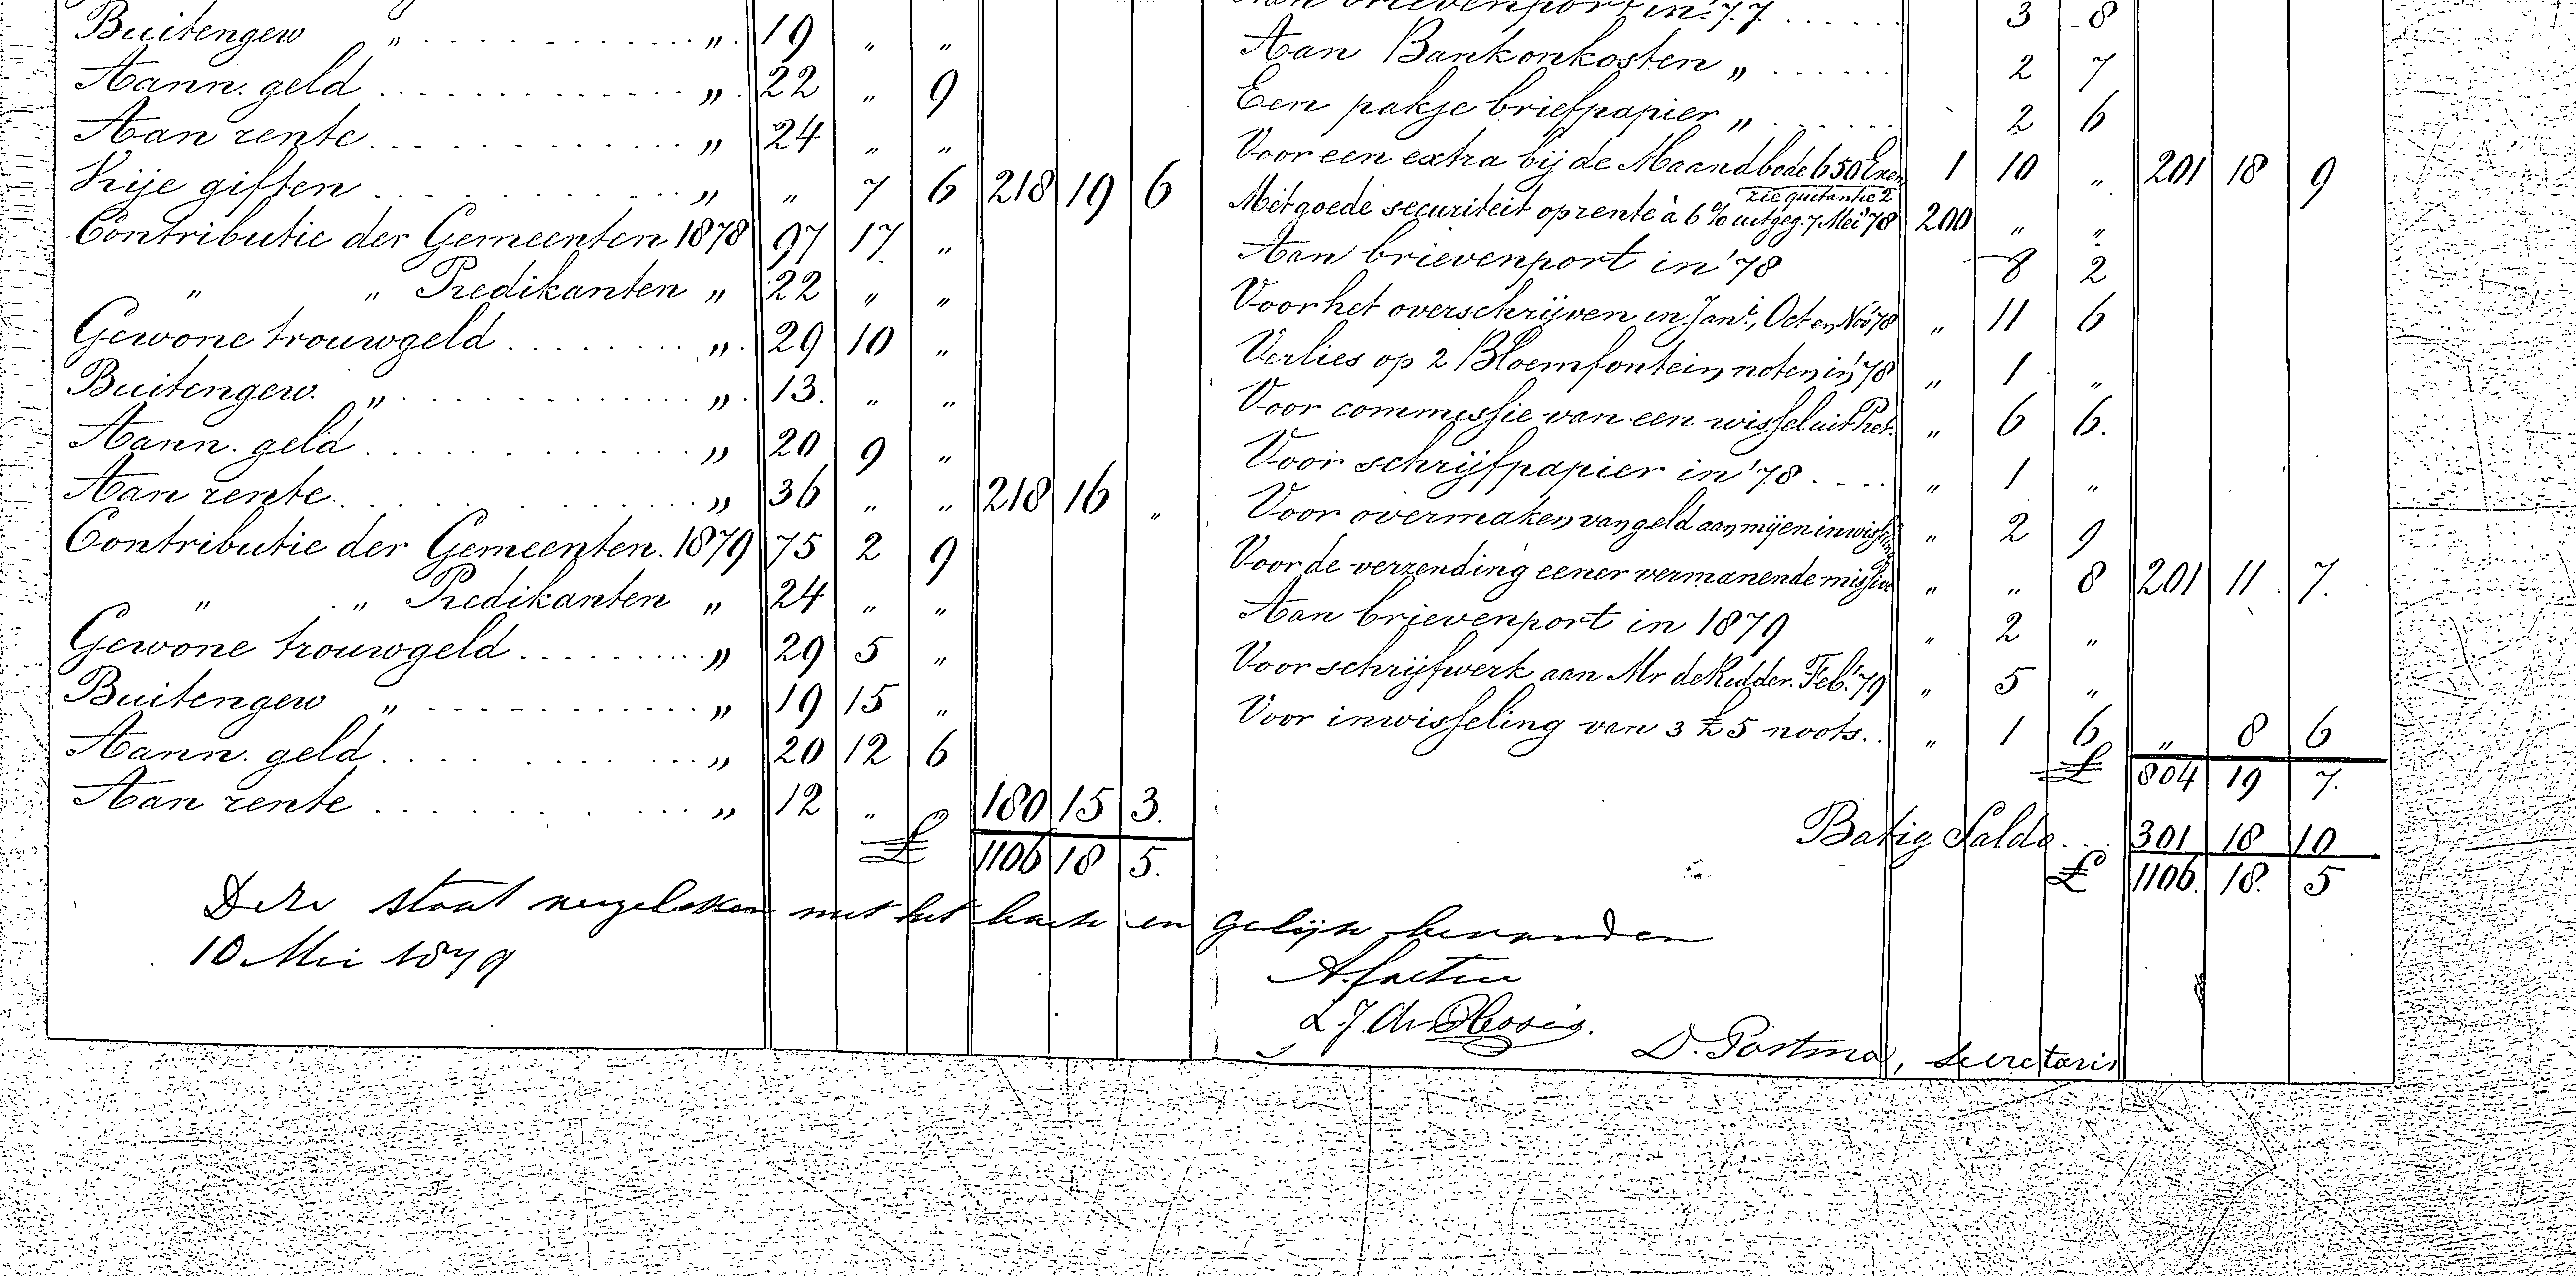 Buitengew „ . . . . . . „ 19 „ „
Aann. geld . . . . . . „ 22 „ 9
Aan rente . . . . . . „ 24 „ „
Vrije giften . . . . . . „ „ 7 6 218 19 6
Contributie der Gemeenten 1878 97 17 „
„ „ Predikanten „ 22 „ „
Gewone trouwgeld . . . . . . „ 29 10 „
Buitengew. „ . . . . . . „ 13 „ „
Aann. geld . . . . . . „ 20 9 „
Aan rente . . . . . . „ 36 „ „ 218 16 „
Contributie der Gemeenten. 1879 75 2 9
„ „ Predikanten „ 24 „ „
Gewone trouwgeld . . . . . . „ 29 5 „
Buitengew „ . . . . . . „ 19 15 „
Aann. geld . . . . . . „ 20 12 6
Aan rente . . . . . . „ 12 „ „ 180 15 3.
£ 1106 18 5.
Aan brievenport in '77 . . . . . . 3 8
Aan Bankonkosten „ . . . . . . 2 7
Een pakje briefpapier „ . . . . . . 2 6
Voor een extra bij de Maandbode 650 Exem 1 10 „ 201 18 9
zie quitantie 2
Met goede securiteit op rente à 6% uitgeg. 7 Mei '78 200 „ „
Aan brievenport in '78 8 2
Voor het overschrijven in Jan., Oct en Nov '78 „ 11 6
Verlies op 2 Bloemfontein noten in '78 „ 1 „
Voor commissie van een wissel uit Pret. „ 6 6.
Voor schrijfpapier in '78 . . . . „ 1 „
Voor overmaken van geld aan mij en inwisseling „ 2 9
Voor de verzending eener vermanende missive „ „ 8 201 11 7.
Aan brievenport in 1879 „ 2 „
Voor schrijfwerk aan Mr de Ridder. Feb. '79 „ 5 „
Voor inwisseling van 3 £5 noots. . „ 1 6 „ 8 6
£ 804 19 7.
Batig Saldo . . 301 18 10
£ 1106. 18. 5
Deze staat vergeleken met het boek en gelijk bevonden
10 Mei 1879
L. J. du Plessis.
D. Postma, secretaris